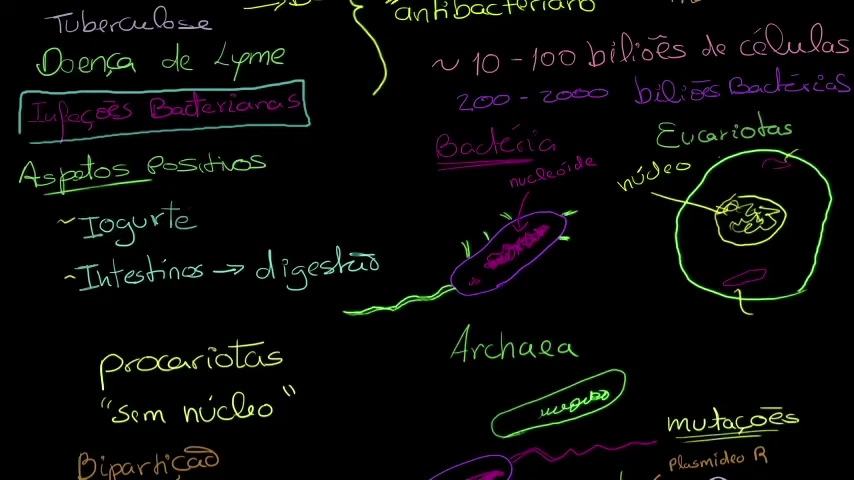 Tuberculose
Doença de Lyme
Infeções Bacterianas
Aspetos Positivos
~ Iogurte
~ Intestinos → digestão
procariotas
"sem núcleo"
Bipartição
"antibacteriano
~ 10 - 100 biliões de células
200 - 2000 biliões Bactérias
Bactéria
nucleóide
Eucariotas
núcleo
Archaea
mutações
Plasmídeo R